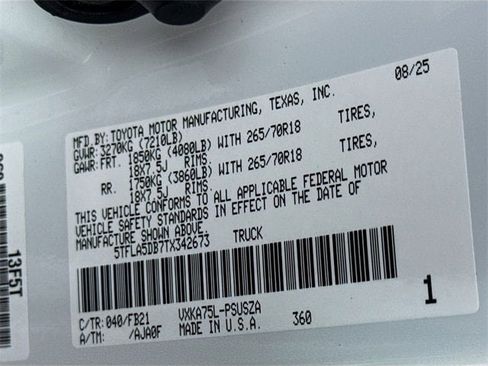 08/25
MFD.BY:TOYOTA MOTOR MANUFACTURING, TEXAS, INC.
GVWR:3270KG (7210LB)
GAWR:FRT. 1850KG (4080LB) WITH 265/70R18 TIRES,
18X7.5J RIMS.
RR. 1750KG (3860LB) WITH 265/70R18 TIRES,
18X7.5J RIMS.
THIS VEHICLE CONFORMS TO ALL APPLICABLE FEDERAL MOTOR
VEHICLE SAFETY STANDARDS IN EFFECT ON THE DATE OF
MANUFACTURE SHOWN ABOVE.
5TFLA5DB7TX342673 TRUCK
C/TR:040/FB21 VXKA75L-PSUSZA
A/TM: /AJA0F MADE IN U.S.A. 360 1
13F5T